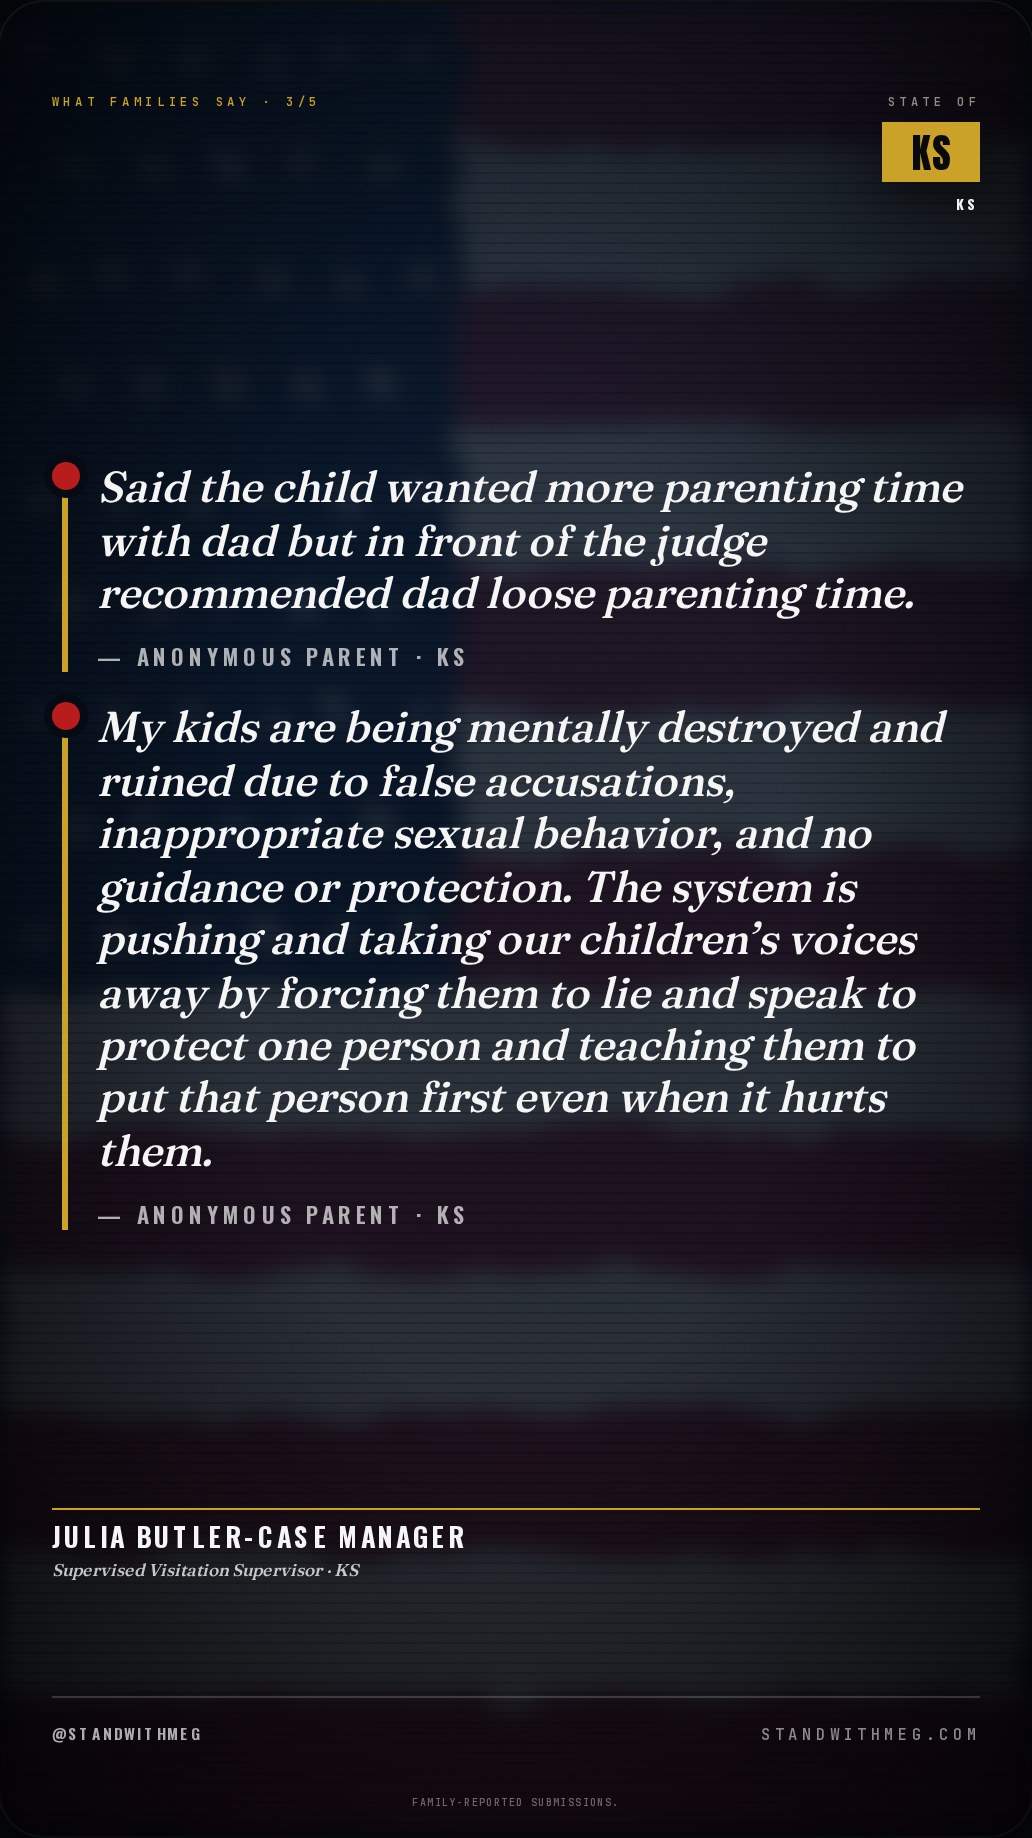 WHAT FAMILIES SAY · 3/5
STATE OF
KS
KS
Said the child wanted more parenting time
with dad but in front of the judge
recommended dad loose parenting time.
— ANONYMOUS PARENT · KS
My kids are being mentally destroyed and
ruined due to false accusations,
inappropriate sexual behavior, and no
guidance or protection. The system is
pushing and taking our children’s voices
away by forcing them to lie and speak to
protect one person and teaching them to
put that person first even when it hurts
them.
— ANONYMOUS PARENT · KS
JULIA BUTLER-CASE MANAGER
Supervised Visitation Supervisor · KS
@STANDWITHMEG
STANDWITHMEG.COM
FAMILY-REPORTED SUBMISSIONS.